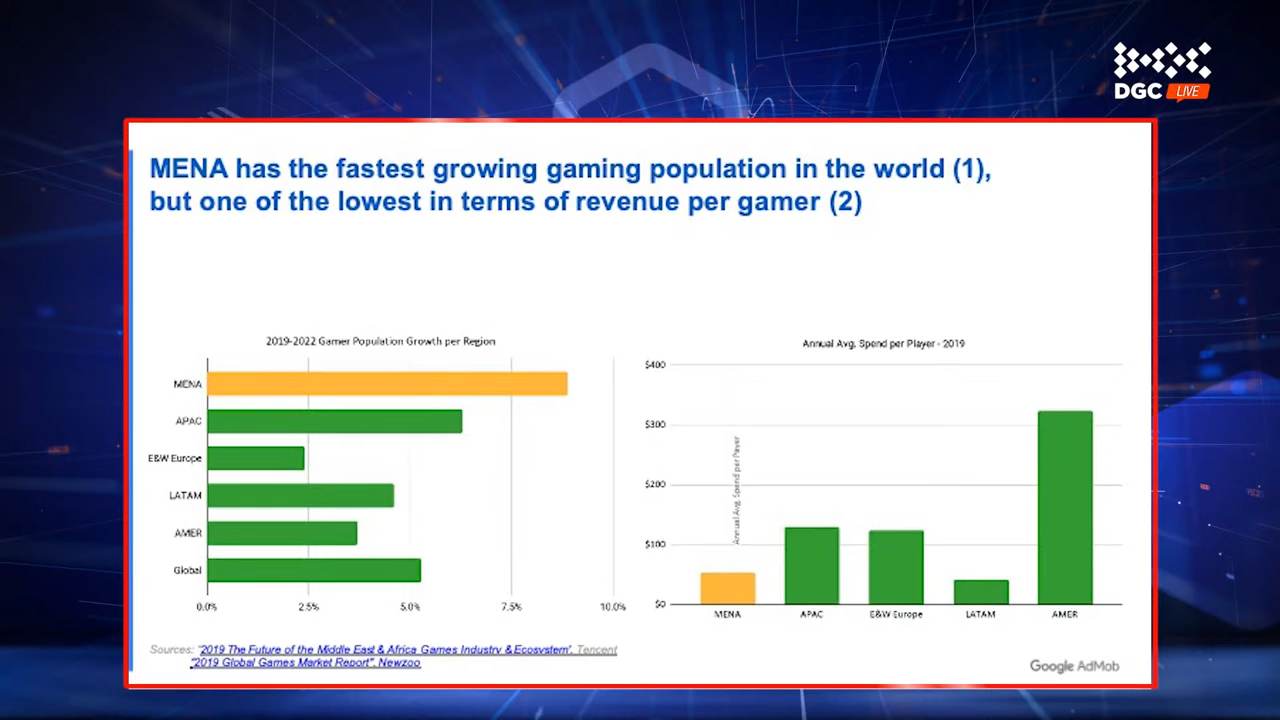 DGC LIVE
MENA has the fastest growing gaming population in the world (1),
but one of the lowest in terms of revenue per gamer (2)
2019-2022 Gamer Population Growth per Region
MENA
APAC
E&W Europe
LATAM
AMER
Global
0.0% 2.5% 5.0% 7.5% 10.0%
Annual Avg. Spend per Player - 2019
$400
$300
$200
$100
$0
Annual Avg. Spend per Player
MENA APAC E&W Europe LATAM AMER
Sources: "2019 The Future of the Middle East & Africa Games Industry & Ecosystem", Tencent
"2019 Global Games Market Report", Newzoo
Google AdMob